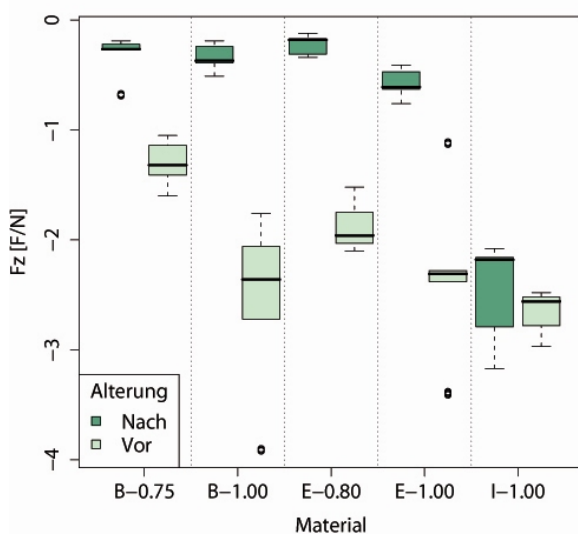 0
−1
−2
−3
−4
Fz [F/N]
Alterung
Nach
Vor
B−0.75 B−1.00 E−0.80 E−1.00 I−1.00
Material